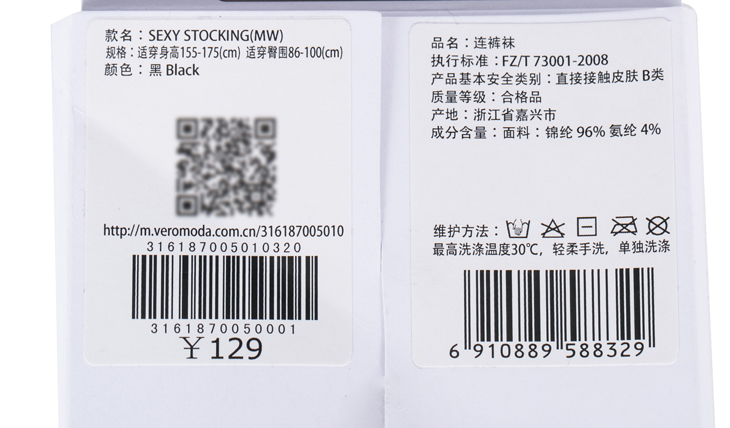 款名：SEXY STOCKING(MW)
规格：适穿身高155-175(cm) 适穿臀围86-100(cm)
颜色：黑 Black
http://m.veromoda.com.cn/316187005010
316187005010320
3161870050001
￥129
品名：连裤袜
执行标准：FZ/T 73001-2008
产品基本安全类别：直接接触皮肤 B类
质量等级：合格品
产地：浙江省嘉兴市
成分含量：面料：锦纶 96% 氨纶 4%
维护方法：
最高洗涤温度30℃，轻柔手洗，单独洗涤
6 910889 588329